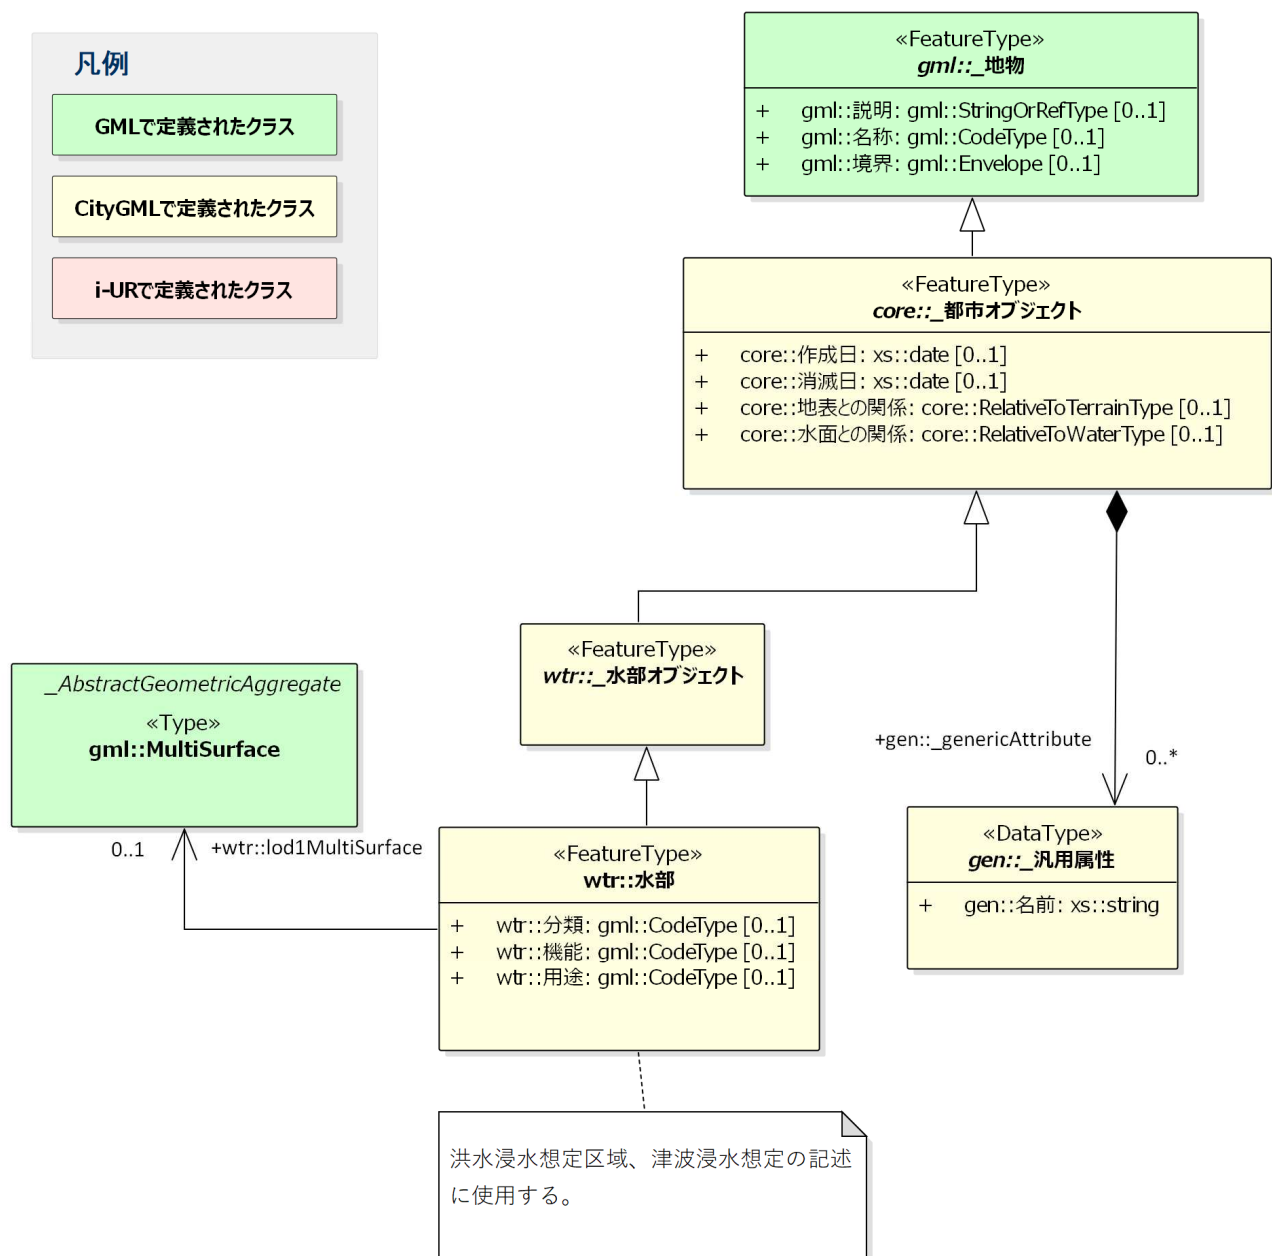 凡例
GMLで定義されたクラス
CityGMLで定義されたクラス
i-URで定義されたクラス
«FeatureType»
gml::_地物
+ gml::説明: gml::StringOrRefType [0..1]
+ gml::名称: gml::CodeType [0..1]
+ gml::境界: gml::Envelope [0..1]
«FeatureType»
core::_都市オブジェクト
+ core::作成日: xs::date [0..1]
+ core::消滅日: xs::date [0..1]
+ core::地表との関係: core::RelativeToTerrainType [0..1]
+ core::水面との関係: core::RelativeToWaterType [0..1]
«FeatureType»
wtr::_水部オブジェクト
_AbstractGeometricAggregate
«Type»
gml::MultiSurface
+gen::_genericAttribute
0..*
0..1
+wtr::lod1MultiSurface
«FeatureType»
wtr::水部
+ wtr::分類: gml::CodeType [0..1]
+ wtr::機能: gml::CodeType [0..1]
+ wtr::用途: gml::CodeType [0..1]
«DataType»
gen::_汎用属性
+ gen::名前: xs::string
洪水浸水想定区域、津波浸水想定の記述
に使用する。